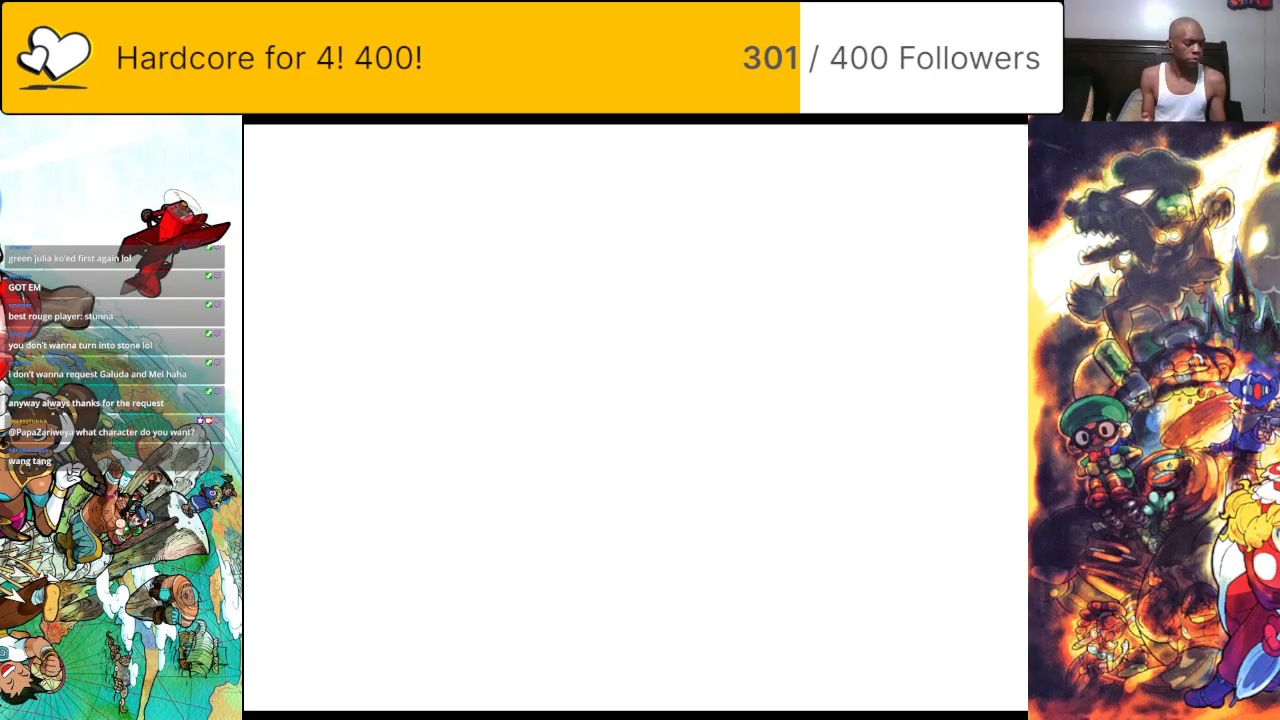 Hardcore for 4! 400!
301 / 400 Followers
green julia ko'ed first again lol
GOT EM
best rouge player: stunna
you don't wanna turn into stone lol
i don't wanna request Galuda and Mel haha
anyway always thanks for the request
@PapaZariweya what character do you want?
wang tang